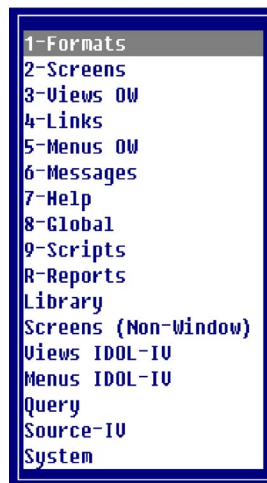 1-Formats
2-Screens
3-Views OW
4-Links
5-Menus OW
6-Messages
7-Help
8-Global
9-Scripts
R-Reports
Library
Screens (Non-Window)
Views IDOL-IV
Menus IDOL-IV
Query
Source-IV
System